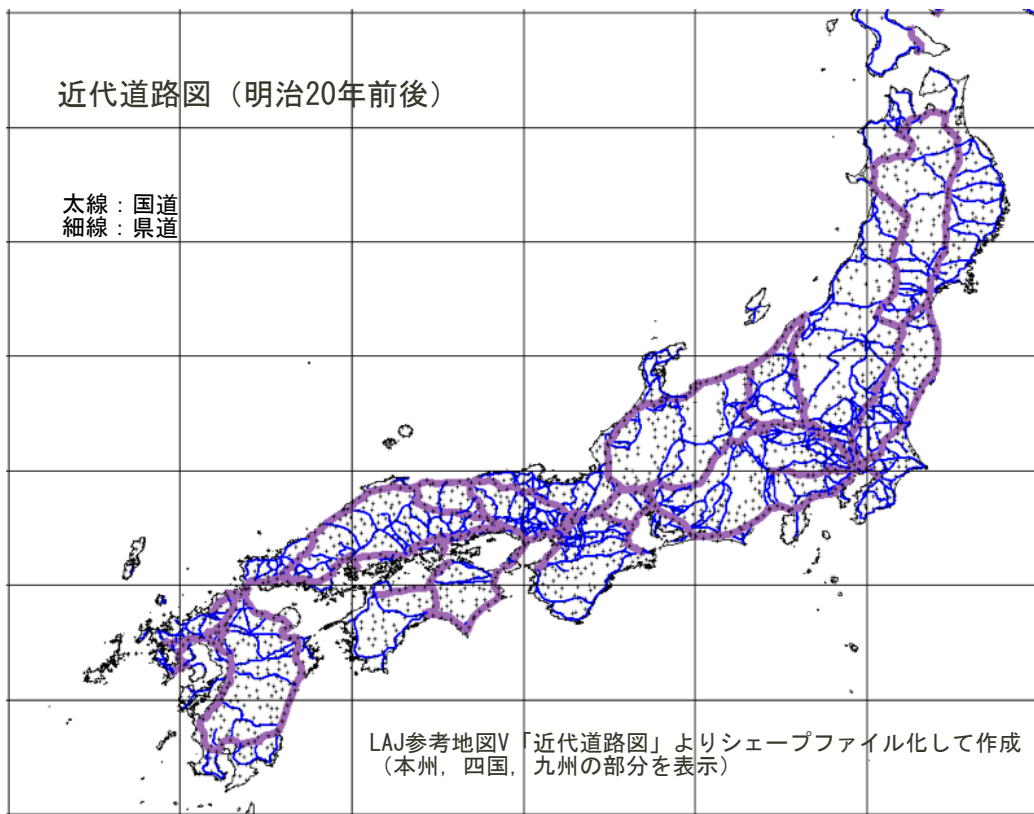 近代道路図（明治20年前後）
太線：国道
細線：県道
LAJ参考地図Ⅴ「近代道路図」よりシェープファイル化して作成
（本州，四国，九州の部分を表示）